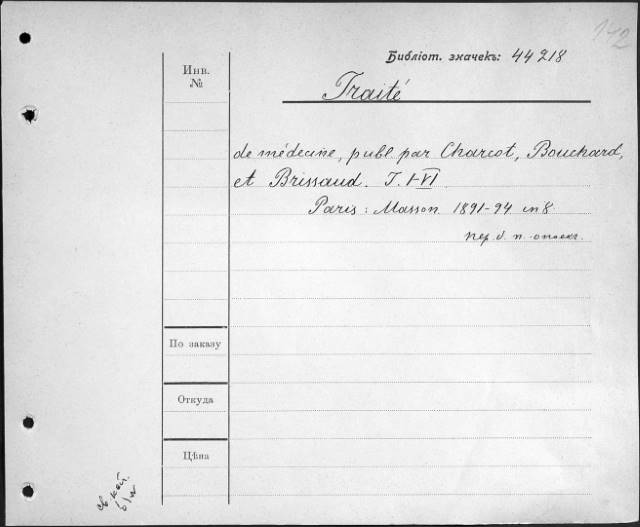 142
Библіот. значекъ: 44218
Инв.
№
Traité
de médecine, publ. par Charcot, Bouchard,
et Brissaud. T. I-VI
Paris: Masson. 1891-94. in 8.
пер. д. п.
По заказу
Откуда
Цѣна